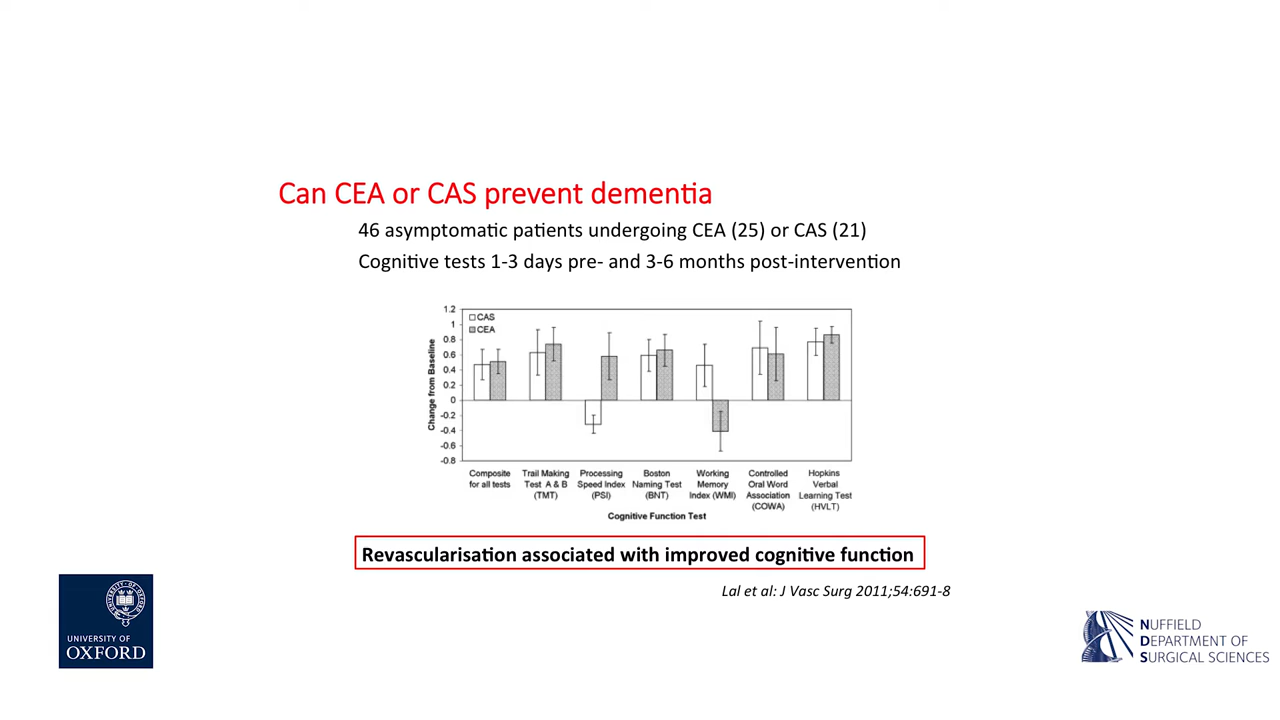 Can CEA or CAS prevent dementia
46 asymptomatic patients undergoing CEA (25) or CAS (21)
Cognitive tests 1-3 days pre- and 3-6 months post-intervention
CAS
CEA
Change from Baseline
1.2
1
0.8
0.6
0.4
0.2
0
-0.2
-0.4
-0.6
-0.8
Composite
for all tests
Trail Making
Test A & B
(TMT)
Processing
Speed Index
(PSI)
Boston
Naming Test
(BNT)
Working
Memory
Index (WMI)
Controlled
Oral Word
Association
(COWA)
Hopkins
Verbal
Learning Test
(HVLT)
Cognitive Function Test
Revascularisation associated with improved cognitive function
Lal et al: J Vasc Surg 2011;54:691-8
UNIVERSITY OF
OXFORD
NUFFIELD
DEPARTMENT OF
SURGICAL SCIENCES